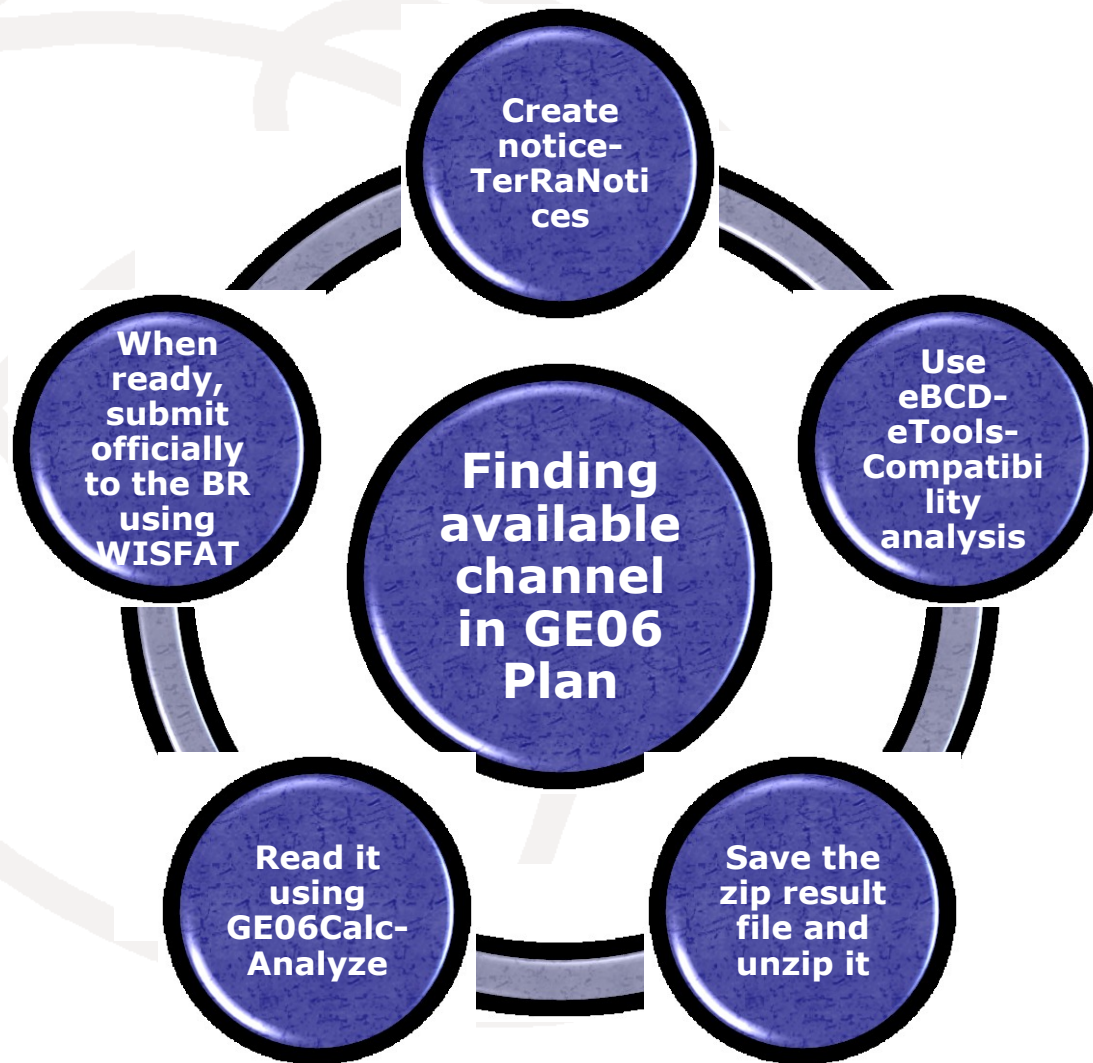 Create
notice-
TerRaNoti
ces
Use
eBCD-
eTools-
Compatibi
lity
analysis
Save the
zip result
file and
unzip it
Read it
using
GE06Calc-
Analyze
When
ready,
submit
officially
to the BR
using
WISFAT
Finding
available
channel
in GE06
Plan